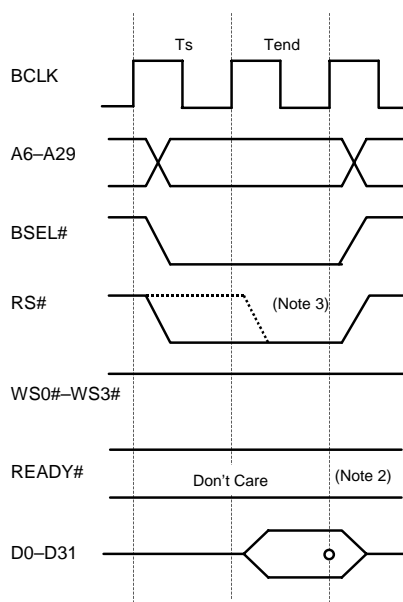 Ts Tend
BCLK
A6–A29
BSEL#
RS# (Note 3)
WS0#–WS3#
READY# Don't Care (Note 2)
D0–D31